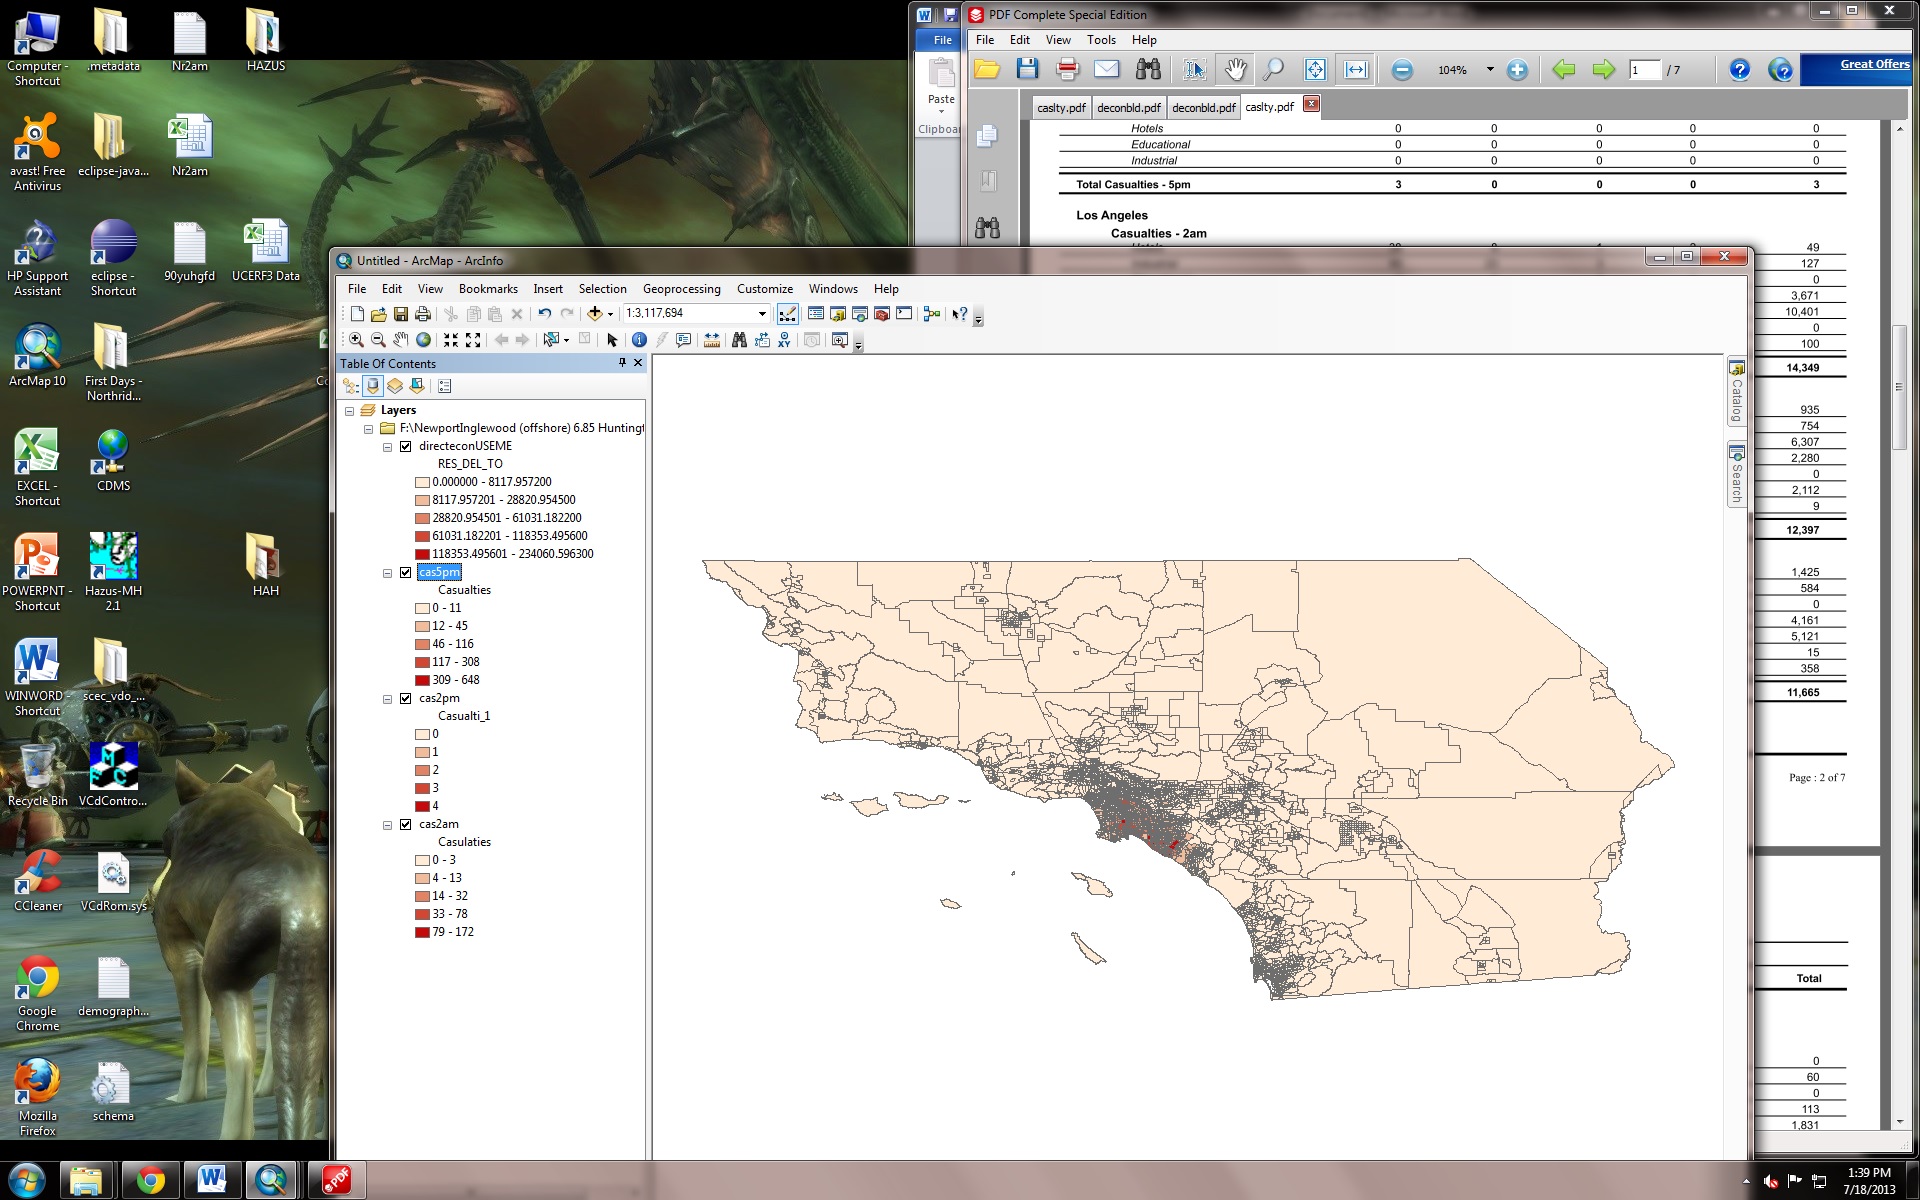 Computer - Shortcut
.metadata
Nr2am
HAZUS
avast! Free Antivirus
eclipse-java...
Nr2am
HP Support Assistant
eclipse - Shortcut
90yuhgfd
UCERF3 Data
ArcMap 10
First Days - Northrid...
EXCEL - Shortcut
CDMS
POWERPNT - Shortcut
Hazus-MH 2.1
HAH
WINWORD - Shortcut
scec_vdo_...
Recycle Bin
VCdContro...
CCleaner
VCdRom.sys
Google Chrome
demograph...
Mozilla Firefox
schema
File
Paste
Clipboar
PDF Complete Special Edition
File Edit View Tools Help
104% 1 / 7
Great Offers
caslty.pdf deconbld.pdf deconbld.pdf caslty.pdf
Hotels 0 0 0 0 0
Educational 0 0 0 0 0
Industrial 0 0 0 0 0
Total Casualties - 5pm 3 0 0 0 3
Los Angeles
Casualties - 2am
49
127
0
3,671
10,401
0
100
14,349
935
754
6,307
2,280
0
2,112
9
12,397
1,425
584
0
4,161
5,121
15
358
11,665
Page : 2 of 7
Total
0
60
0
113
1,831
Untitled - ArcMap - ArcInfo
File Edit View Bookmarks Insert Selection Geoprocessing Customize Windows Help
1:3,117,694
Table Of Contents
Layers
F:\NewportInglewood (offshore) 6.85 Huntingt
directeconUSEME
RES_DEL_TO
0.000000 - 8117.957200
8117.957201 - 28820.954500
28820.954501 - 61031.182200
61031.182201 - 118353.495600
118353.495601 - 234060.596300
cas5pm
Casualties
0 - 11
12 - 45
46 - 116
117 - 308
309 - 648
cas2pm
Casualti_1
0
1
2
3
4
cas2am
Casulaties
0 - 3
4 - 13
14 - 32
33 - 78
79 - 172
Catalog
Search
1:39 PM
7/18/2013